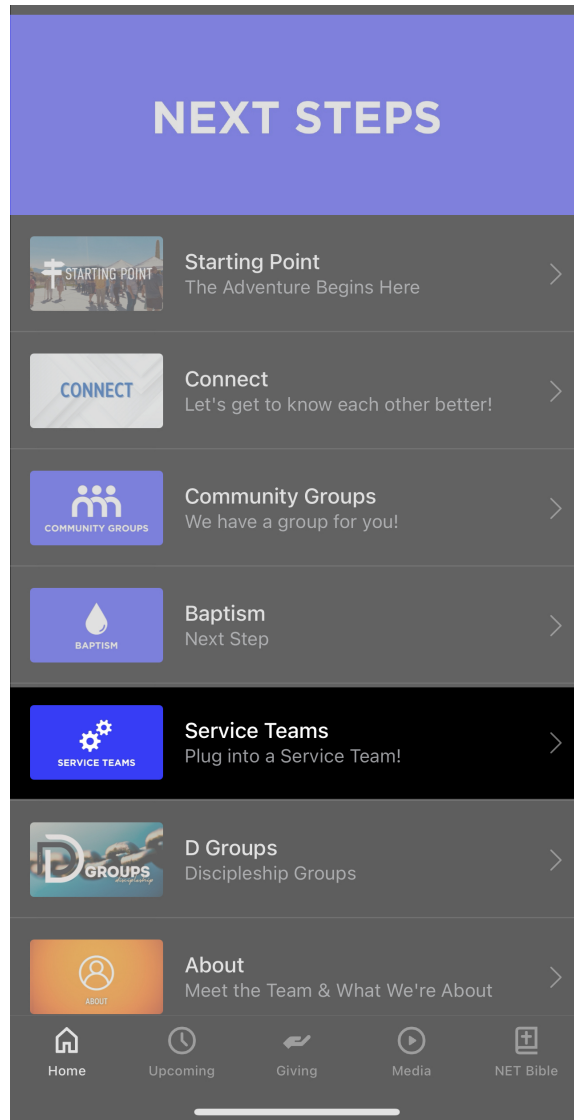 NEXT STEPS
STARTING POINT
Starting Point
The Adventure Begins Here
CONNECT
Connect
Let's get to know each other better!
COMMUNITY GROUPS
Community Groups
We have a group for you!
BAPTISM
Baptism
Next Step
SERVICE TEAMS
Service Teams
Plug into a Service Team!
D GROUPS
discipleship
D Groups
Discipleship Groups
ABOUT
About
Meet the Team & What We're About
Home Upcoming Giving Media NET Bible